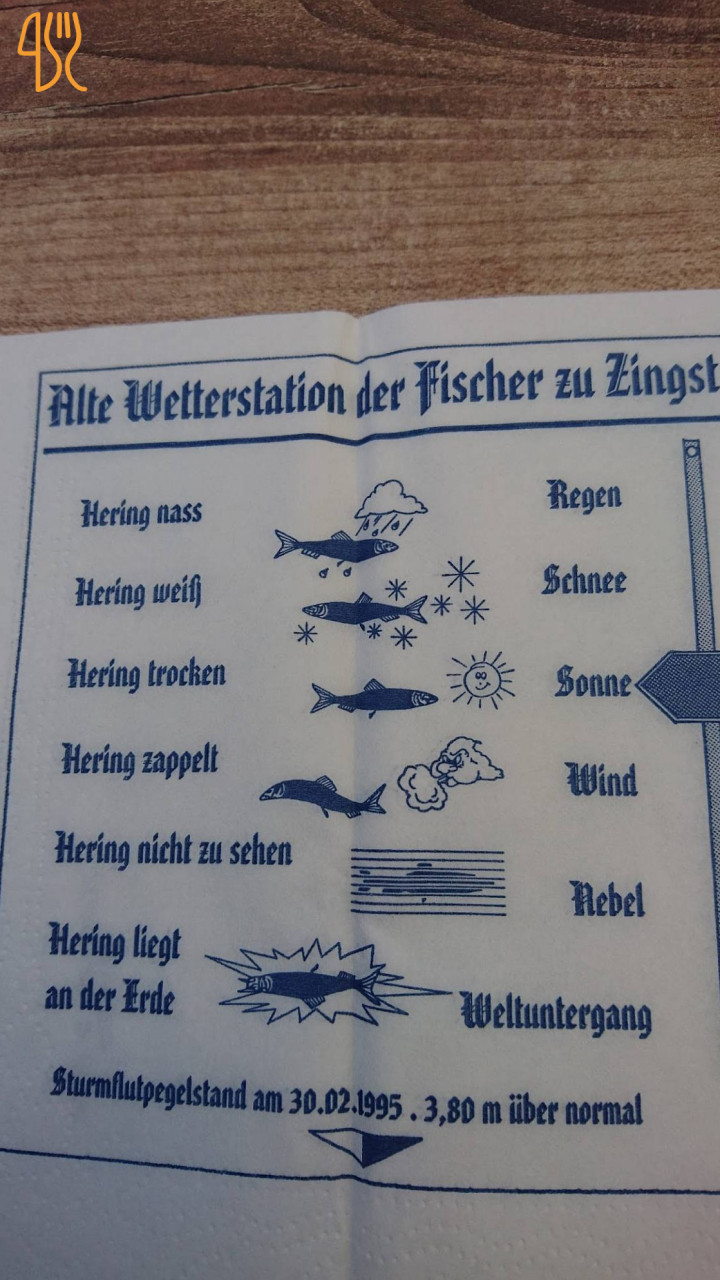 Alte Wetterstation der Fischer zu Zingst
Hering nass Regen
Hering weiß Schnee
Hering trocken Sonne
Hering zappelt Wind
Hering nicht zu sehen Nebel
Hering liegt
an der Erde Weltuntergang
Sturmflutpegelstand am 30.02.1995 . 3,80 m über normal